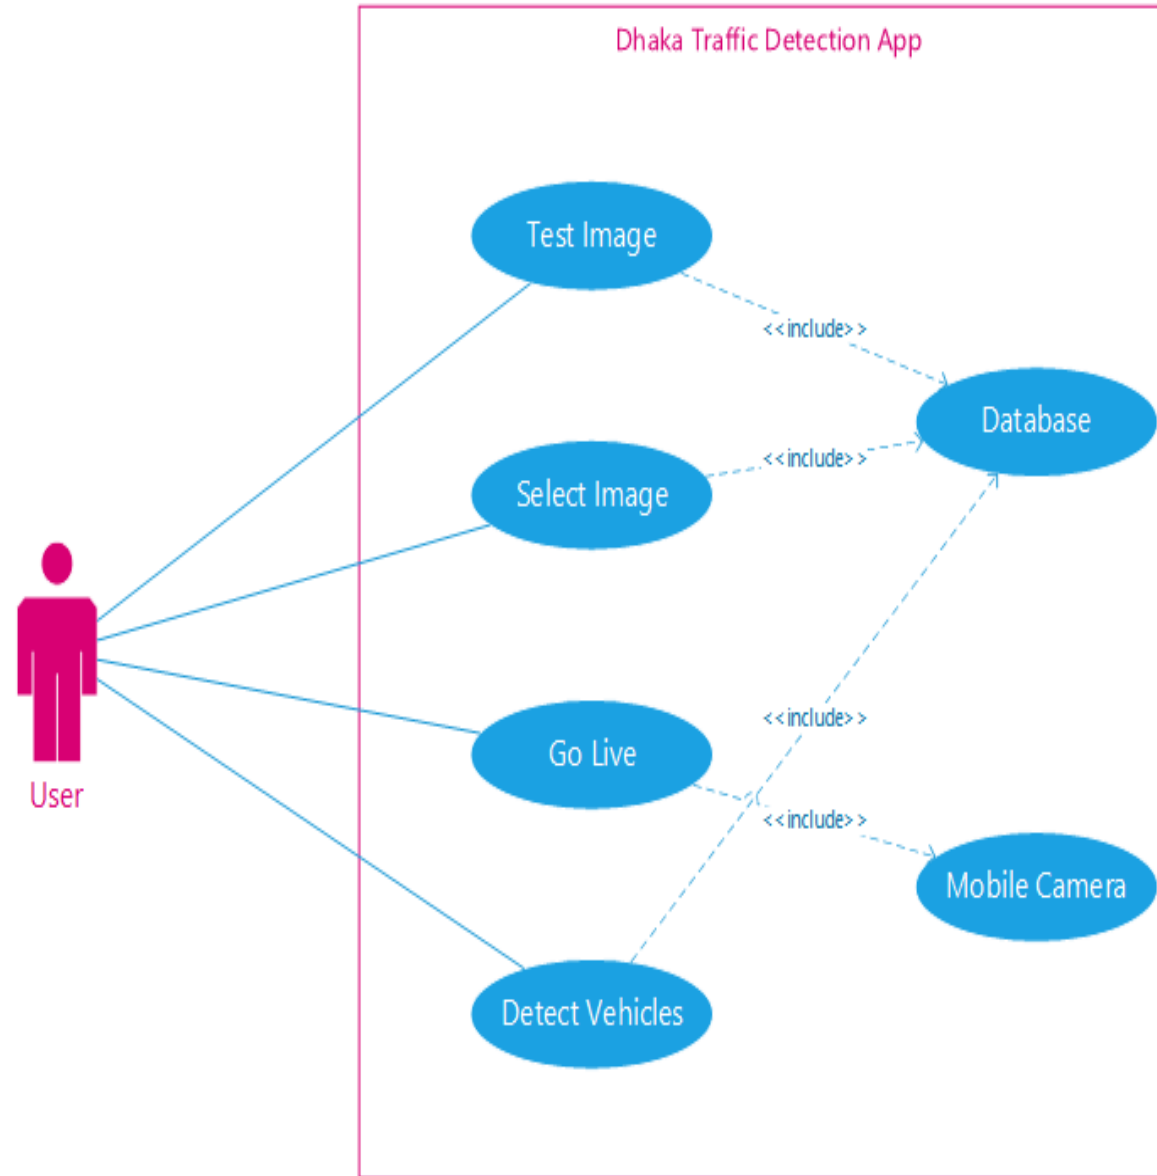 Dhaka Traffic Detection App
Test Image
<<include>>
Database
Select Image
<<include>>
<<include>>
Go Live
User
<<include>>
Mobile Camera
Detect Vehicles